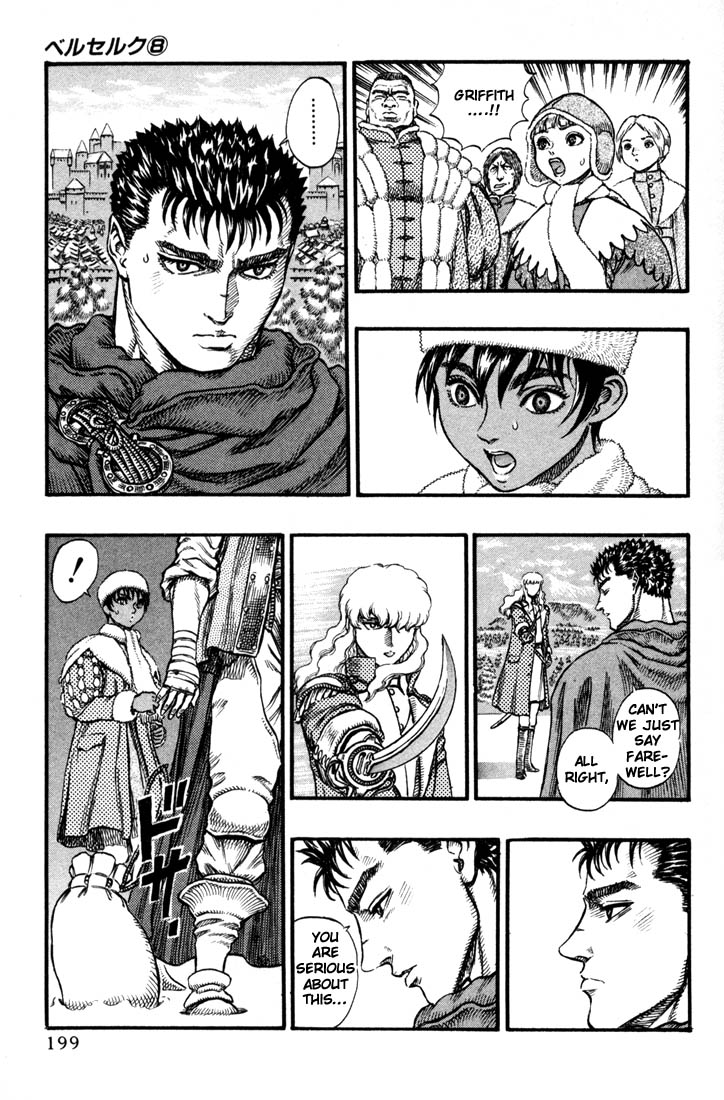 ベルセルク⑧
GRIFFITH
....!!
........
CAN'T
WE JUST
SAY
FARE-
WELL?
ALL
RIGHT,
!
ドサ.
YOU
ARE
SERIOUS
ABOUT
THIS...
199